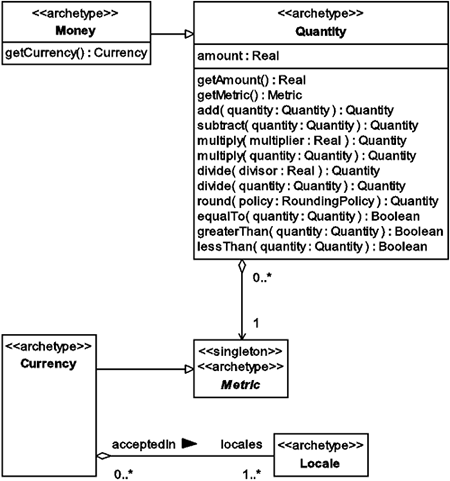 <<archetype>>
Money
getCurrency() : Currency
<<archetype>>
Quantity
amount : Real
getAmount() : Real
getMetric() : Metric
add( quantity : Quantity ) : Quantity
subtract( quantity : Quantity ) : Quantity
multiply( multiplier : Real ) : Quantity
multiply( quantity : Quantity ) : Quantity
divide( divisor : Real ) : Quantity
divide( quantity : Quantity ) : Quantity
round( policy : RoundingPolicy ) : Quantity
equalTo( quantity : Quantity ) : Boolean
greaterThan( quantity : Quantity ) : Boolean
lessThan( quantity : Quantity ) : Boolean
0..*
1
<<archetype>>
Currency
<<singleton>>
<<archetype>>
Metric
acceptedIn
locales
0..*
1..*
<<archetype>>
Locale